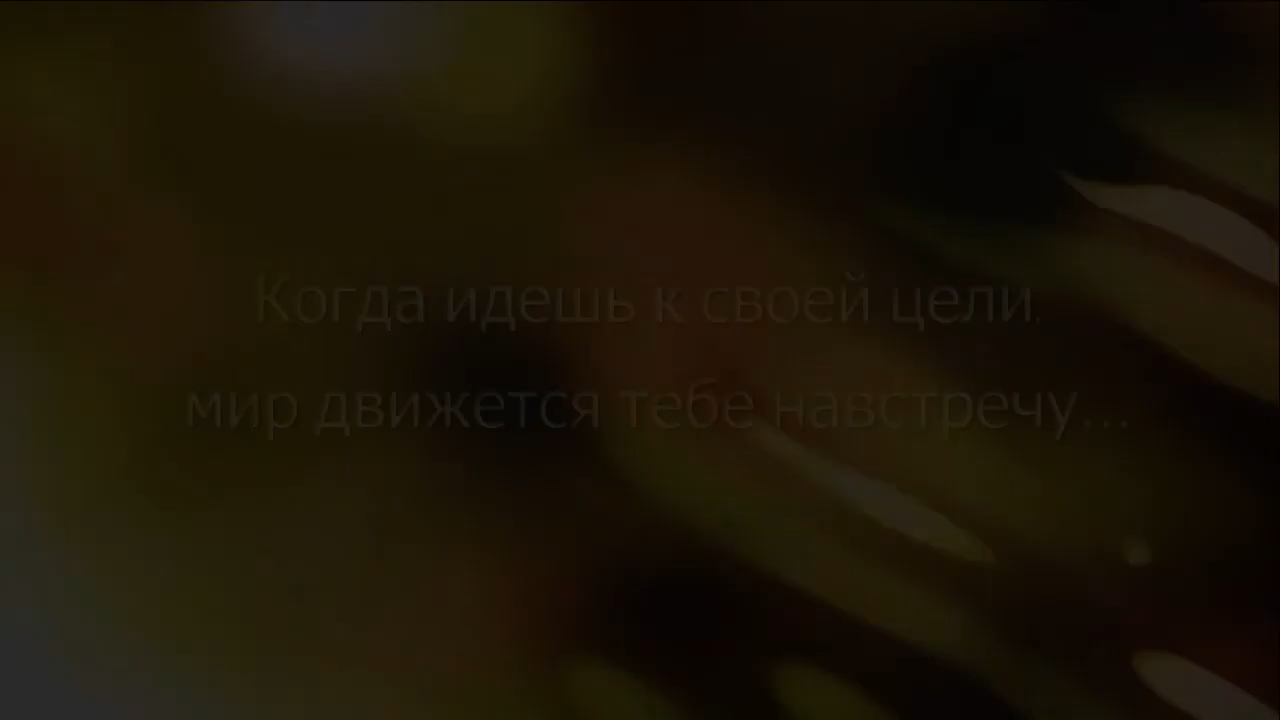 Когда идешь к своей цели,
мир движется тебе навстречу...